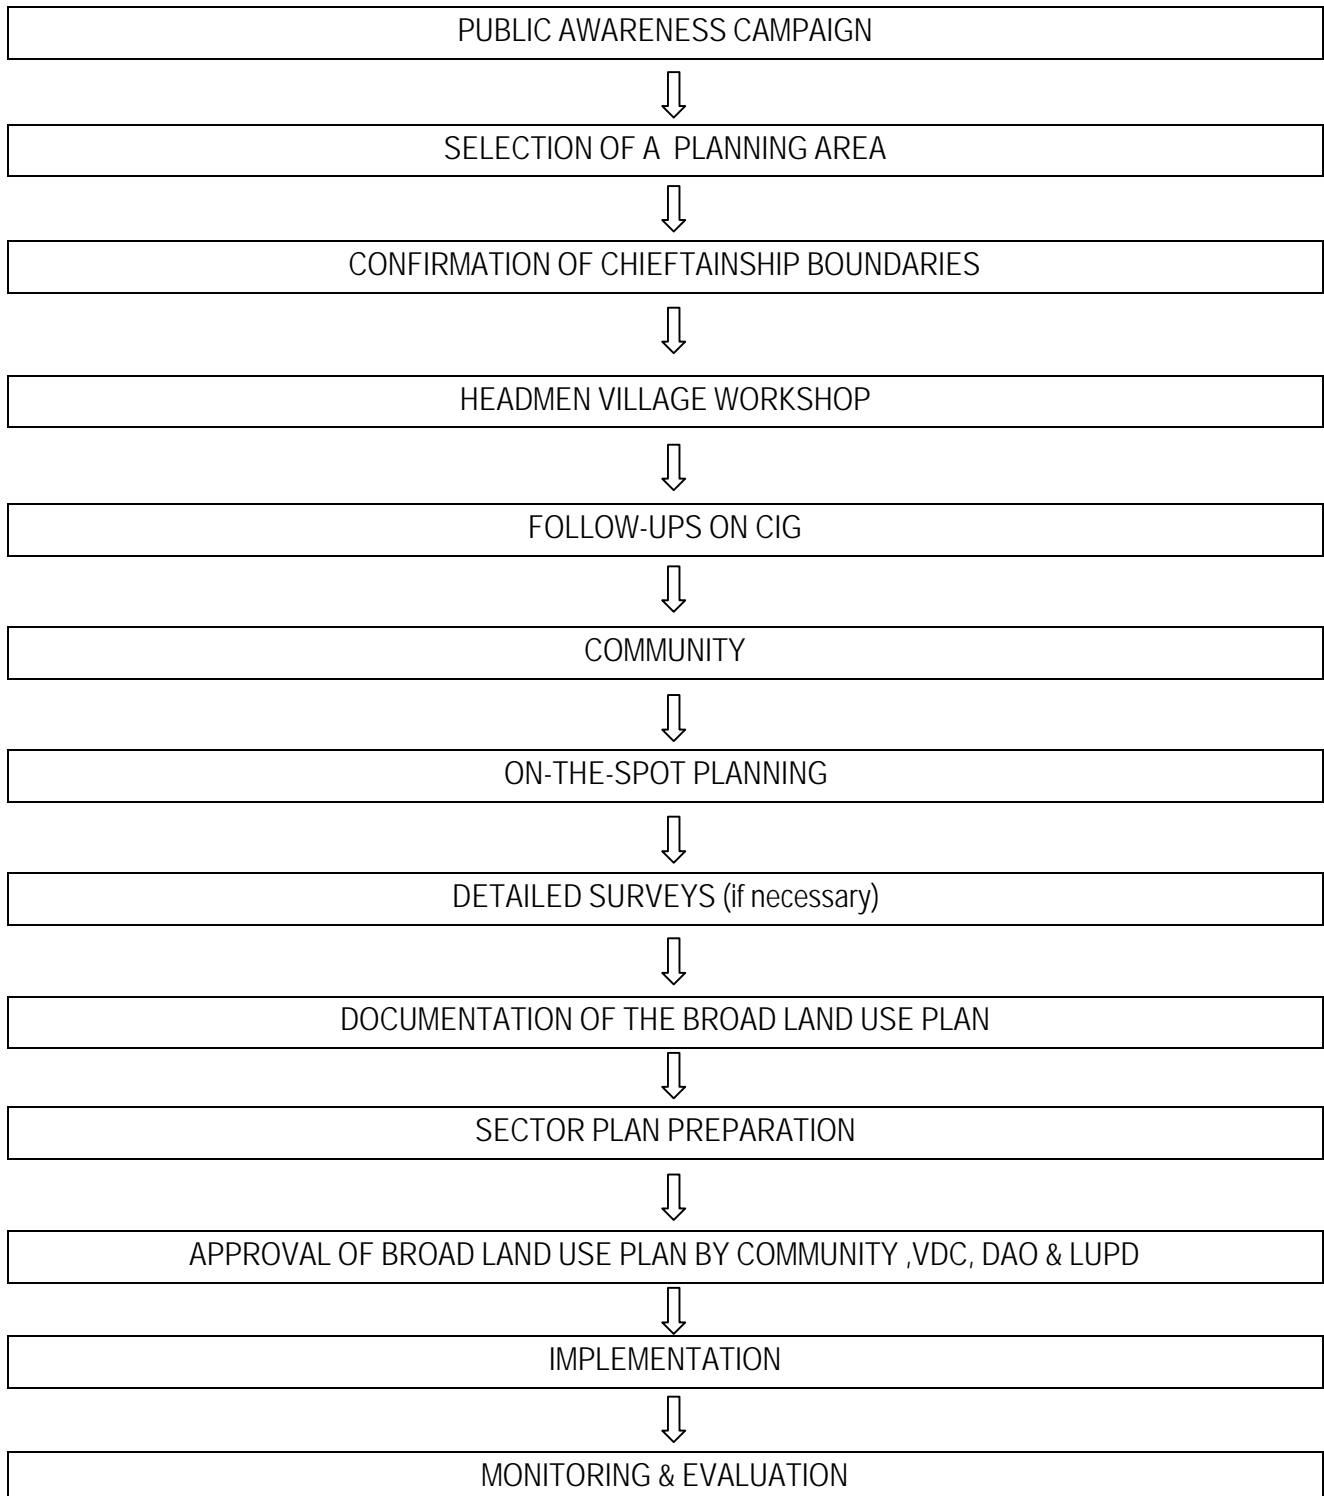 PUBLIC AWARENESS CAMPAIGN
SELECTION OF A PLANNING AREA
CONFIRMATION OF CHIEFTAINSHIP BOUNDARIES
HEADMEN VILLAGE WORKSHOP
FOLLOW-UPS ON CIG
COMMUNITY
ON-THE-SPOT PLANNING
DETAILED SURVEYS (if necessary)
DOCUMENTATION OF THE BROAD LAND USE PLAN
SECTOR PLAN PREPARATION
APPROVAL OF BROAD LAND USE PLAN BY COMMUNITY ,VDC, DAO & LUPD
IMPLEMENTATION
MONITORING & EVALUATION